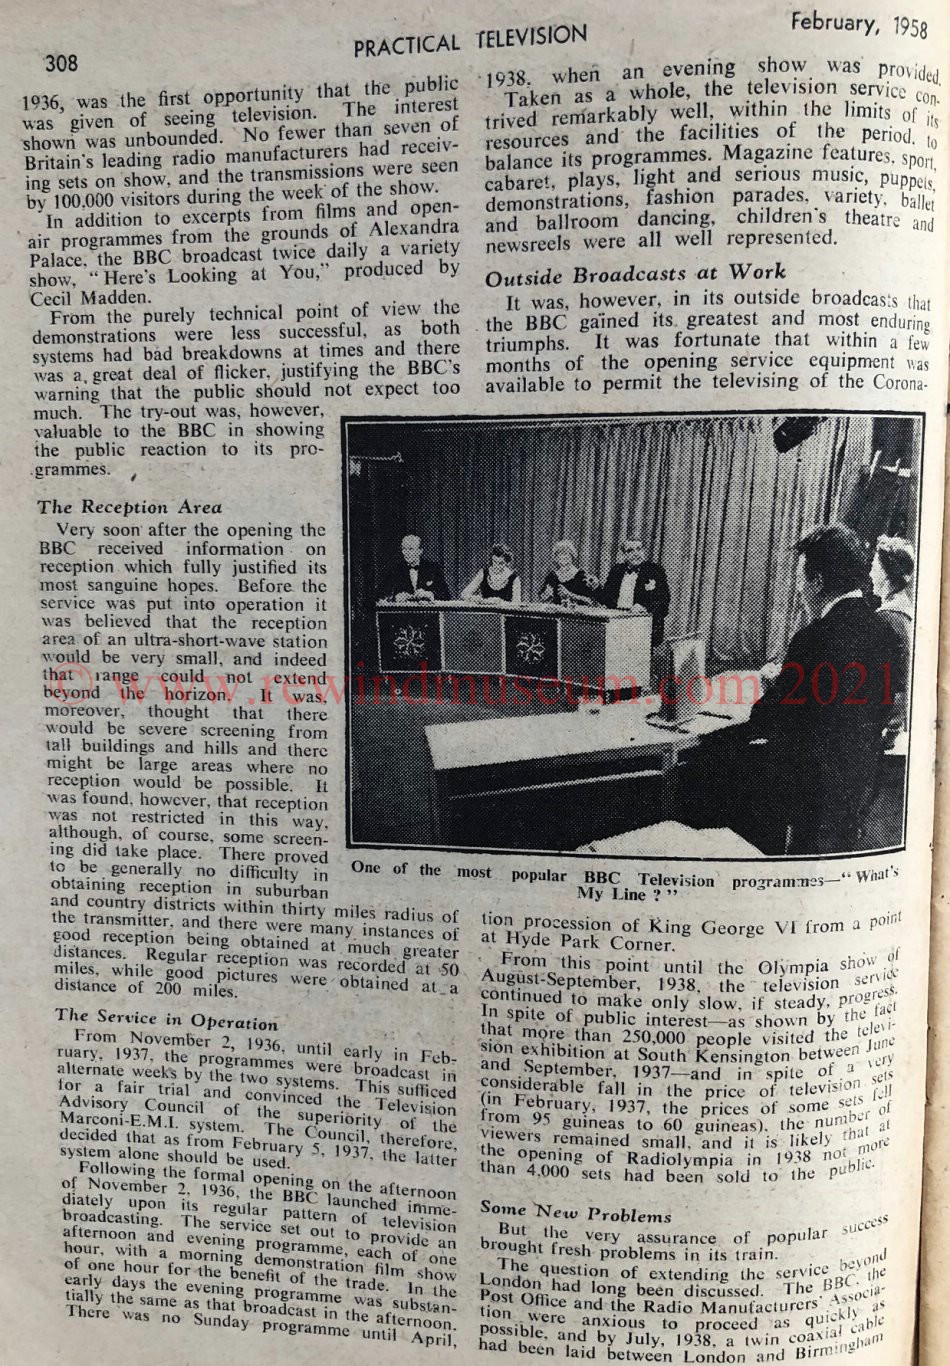 308
PRACTICAL TELEVISION
February, 1958
1936, was the first opportunity that the public
was given of seeing television. The interest
shown was unbounded. No fewer than seven of
Britain's leading radio manufacturers had receiv-
ing sets on show, and the transmissions were seen
by 100,000 visitors during the week of the show.
In addition to excerpts from films and open-
air programmes from the grounds of Alexandra
Palace, the BBC broadcast twice daily a variety
show, "Here's Looking at You," produced by
Cecil Madden.
From the purely technical point of view the
demonstrations were less successful, as both
systems had bad breakdowns at times and there
was a great deal of flicker, justifying the BBC's
warning that the public should not expect too
much. The try-out was, however,
valuable to the BBC in showing
the public reaction to its pro-
grammes.
The Reception Area
Very soon after the opening the
BBC received information on
reception which fully justified its
most sanguine hopes. Before the
service was put into operation it
was believed that the reception
area of an ultra-short-wave station
would be very small, and indeed
that range could not extend
beyond the horizon. It was,
moreover, thought that there
would be severe screening from
tall buildings and hills and there
might be large areas where no
reception would be possible. It
was found, however, that reception
was not restricted in this way,
although, of course, some screen-
ing did take place. There proved
to be generally no difficulty in
obtaining reception in suburban
and country districts within thirty miles radius of
the transmitter, and there were many instances of
good reception being obtained at much greater
distances. Regular reception was recorded at 50
miles, while good pictures were obtained at a
distance of 200 miles.
The Service in Operation
From November 2, 1936, until early in Feb-
ruary, 1937, the programmes were broadcast in
alternate weeks by the two systems. This sufficed
for a fair trial and convinced the Television
Advisory Council of the superiority of the
Marconi-E.M.I. system. The Council, therefore,
decided that as from February 5, 1937, the latter
system alone should be used.
Following the formal opening on the afternoon
of November 2, 1936, the BBC launched imme-
diately upon its regular pattern of television
broadcasting. The service set out to provide an
afternoon and evening programme, each of one
hour, with a morning demonstration film show
of one hour for the benefit of the trade. In the
early days the evening programme was substan-
tially the same as that broadcast in the afternoon.
There was no Sunday programme until April,
1938, when an evening show was provided
Taken as a whole, the television service con-
trived remarkably well, within the limits of its
resources and the facilities of the period, to
balance its programmes. Magazine features, sport,
cabaret, plays, light and serious music, puppets,
demonstrations, fashion parades, variety, ballet
and ballroom dancing, children's theatre and
newsreels were all well represented.
Outside Broadcasts at Work
It was, however, in its outside broadcasts that
the BBC gained its greatest and most enduring
triumphs. It was fortunate that within a few
months of the opening service equipment was
available to permit the televising of the Corona-
© www.rewindmuseum.com 2021
One of the most popular BBC Television programmes—"What's
My Line?"
tion procession of King George VI from a point
at Hyde Park Corner.
From this point until the Olympia show of
August-September, 1938, the television service
continued to make only slow, if steady, progress.
In spite of public interest—as shown by the fact
that more than 250,000 people visited the televi-
sion exhibition at South Kensington between June
and September, 1937—and in spite of a very
considerable fall in the price of television sets
(in February, 1937, the prices of some sets fell
from 95 guineas to 60 guineas), the number of
viewers remained small, and it is likely that at
the opening of Radiolympia in 1938 not more
than 4,000 sets had been sold to the public.
Some New Problems
But the very assurance of popular success
brought fresh problems in its train.
The question of extending the service beyond
London had long been discussed. The BBC, the
Post Office and the Radio Manufacturers' Associa-
tion were anxious to proceed as quickly as
possible, and by July, 1938, a twin coaxial cable
had been laid between London and Birmingham